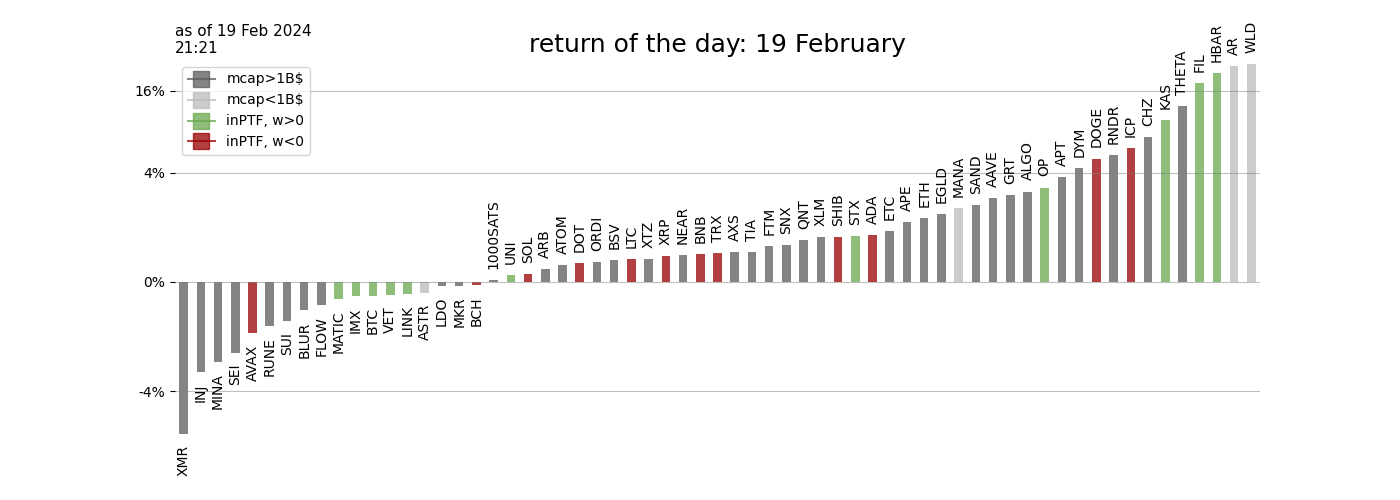 as of 19 Feb 2024
21:21
return of the day: 19 February
mcap>1B$
mcap<1B$
inPTF, w>0
inPTF, w<0
16%
4%
0%
-4%
XMR
INJ
MINA
SEI
AVAX
RUNE
SUI
BLUR
FLOW
MATIC
IMX
BTC
VET
LINK
ASTR
LDO
MKR
BCH
1000SATS
UNI
SOL
ARB
ATOM
DOT
ORDI
BSV
LTC
XTZ
XRP
NEAR
BNB
TRX
AXS
TIA
FTM
SNX
QNT
XLM
SHIB
STX
ADA
ETC
APE
ETH
EGLD
MANA
SAND
AAVE
GRT
ALGO
OP
APT
DYM
DOGE
RNDR
ICP
CHZ
KAS
THETA
FIL
HBAR
AR
WLD